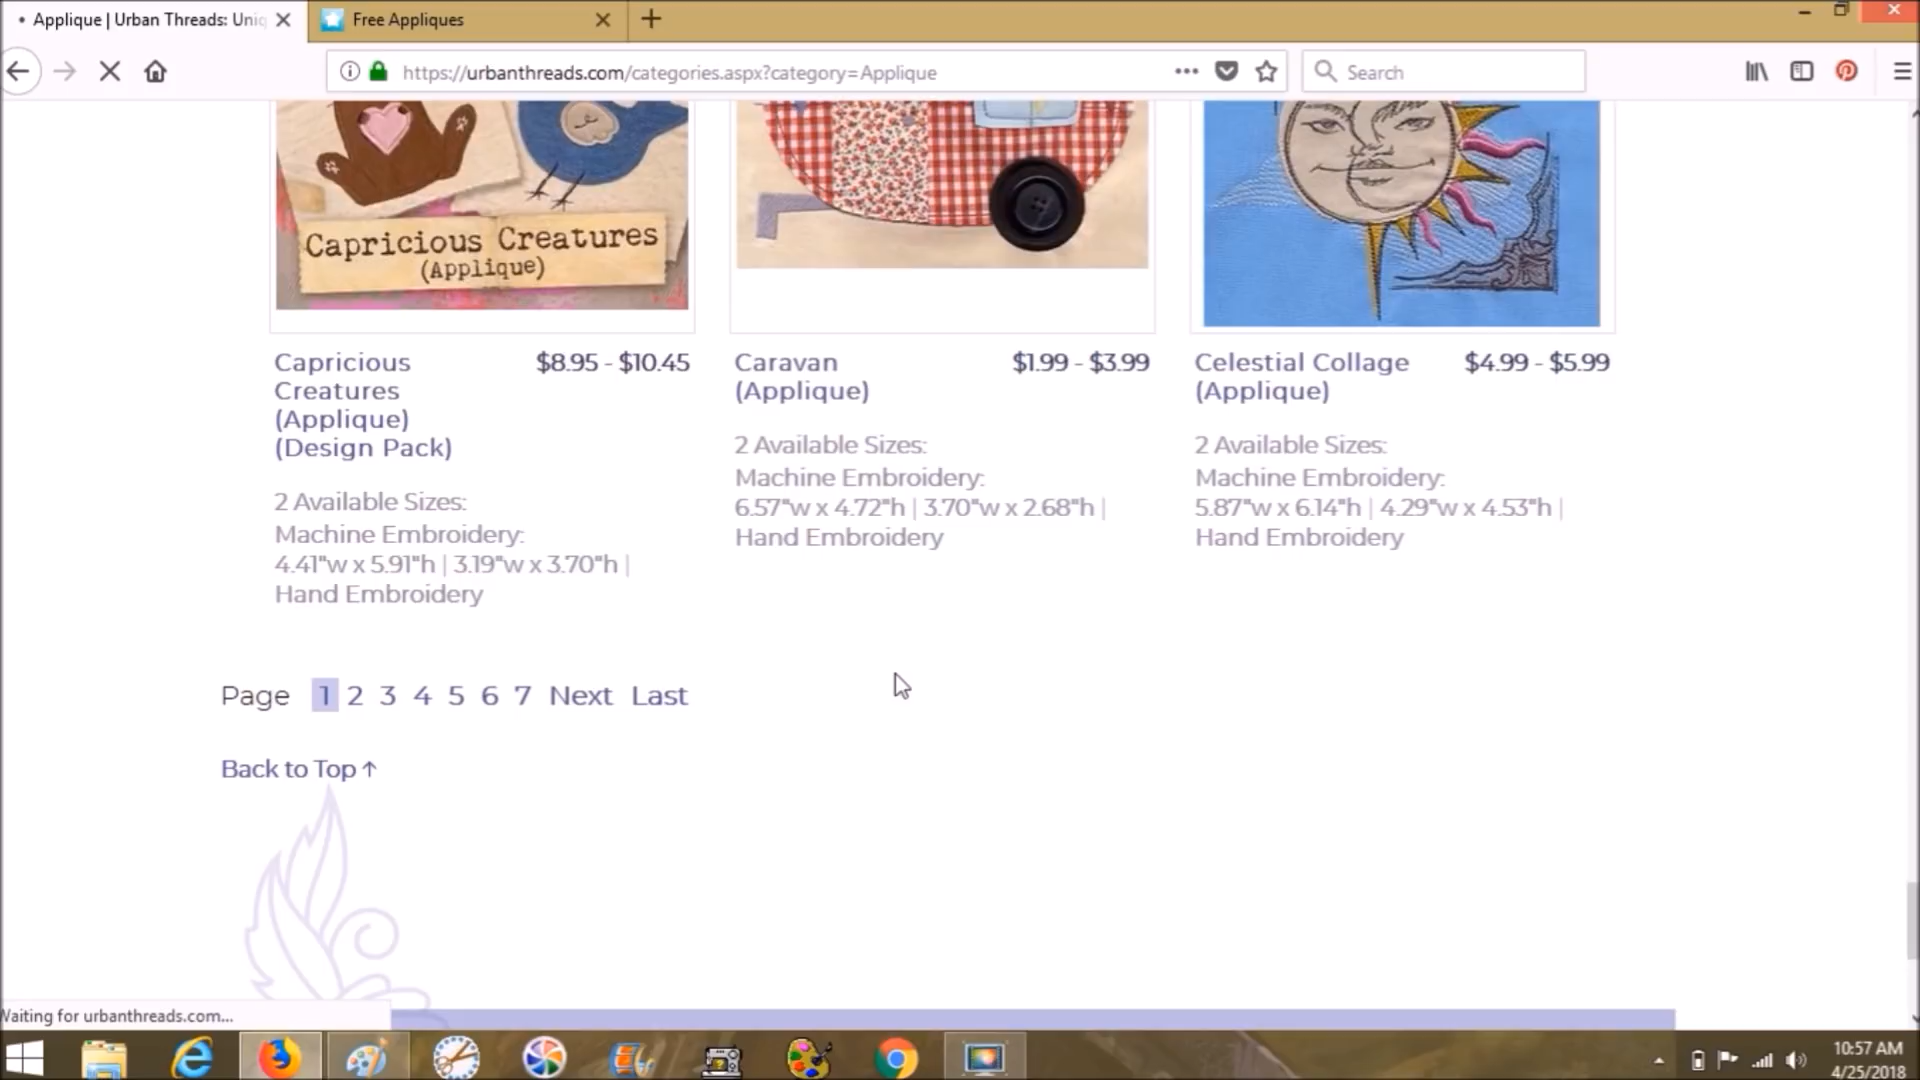 Applique | Urban Threads: Uniq
Free Appliques
https://urbanthreads.com/categories.aspx?category=Applique
Search
Capricious Creatures
(Applique)
Capricious
Creatures
(Applique)
(Design Pack)
$8.95 - $10.45
2 Available Sizes:
Machine Embroidery:
4.41"w x 5.91"h | 3.19"w x 3.70"h |
Hand Embroidery
Caravan
(Applique)
$1.99 - $3.99
2 Available Sizes:
Machine Embroidery:
6.57"w x 4.72"h | 3.70"w x 2.68"h |
Hand Embroidery
Celestial Collage
(Applique)
$4.99 - $5.99
2 Available Sizes:
Machine Embroidery:
5.87"w x 6.14"h | 4.29"w x 4.53"h |
Hand Embroidery
Page 1 2 3 4 5 6 7 Next Last
Back to Top ↑
Waiting for urbanthreads.com...
10:57 AM
4/25/2018